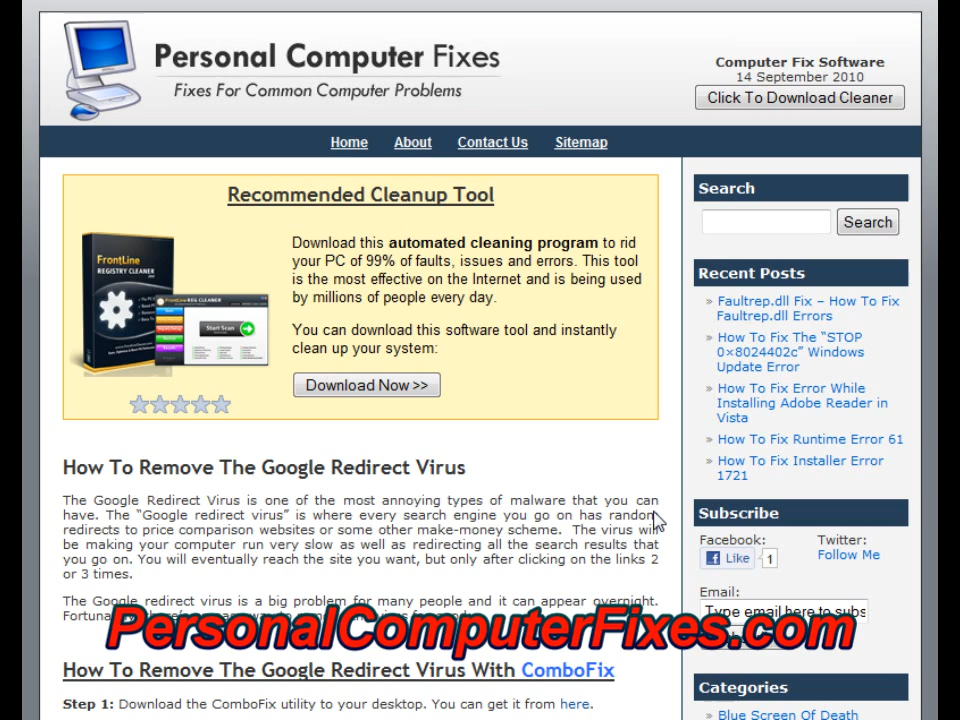 Personal Computer Fixes
Fixes For Common Computer Problems
Computer Fix Software
14 September 2010
Click To Download Cleaner
Home About Contact Us Sitemap
Recommended Cleanup Tool
FrontLine
REGISTRY CLEANER
Start Scan
Download this automated cleaning program to rid
your PC of 99% of faults, issues and errors. This tool
is the most effective on the Internet and is being used
by millions of people every day.
You can download this software tool and instantly
clean up your system:
Download Now >>
How To Remove The Google Redirect Virus
The Google Redirect Virus is one of the most annoying types of malware that you can
have. The “Google redirect virus” is where every search engine you go on has random
redirects to price comparison websites or some other make-money scheme. The virus will
be making your computer run very slow as well as redirecting all the search results that
you go on. You will eventually reach the site you want, but only after clicking on the links 2
or 3 times.
The Google redirect virus is a big problem for many people and it can appear overnight.
PersonalComputerFixes.com
How To Remove The Google Redirect Virus With ComboFix
Step 1: Download the ComboFix utility to your desktop. You can get it from here.
Search
Search
Recent Posts
» Faultrep.dll Fix – How To Fix
Faultrep.dll Errors
» How To Fix The “STOP
0×8024402c” Windows
Update Error
» How To Fix Error While
Installing Adobe Reader in
Vista
» How To Fix Runtime Error 61
» How To Fix Installer Error
1721
Subscribe
Facebook: Twitter:
Like 1 Follow Me
Email:
Type email here to subs
Categories
» Blue Screen Of Death